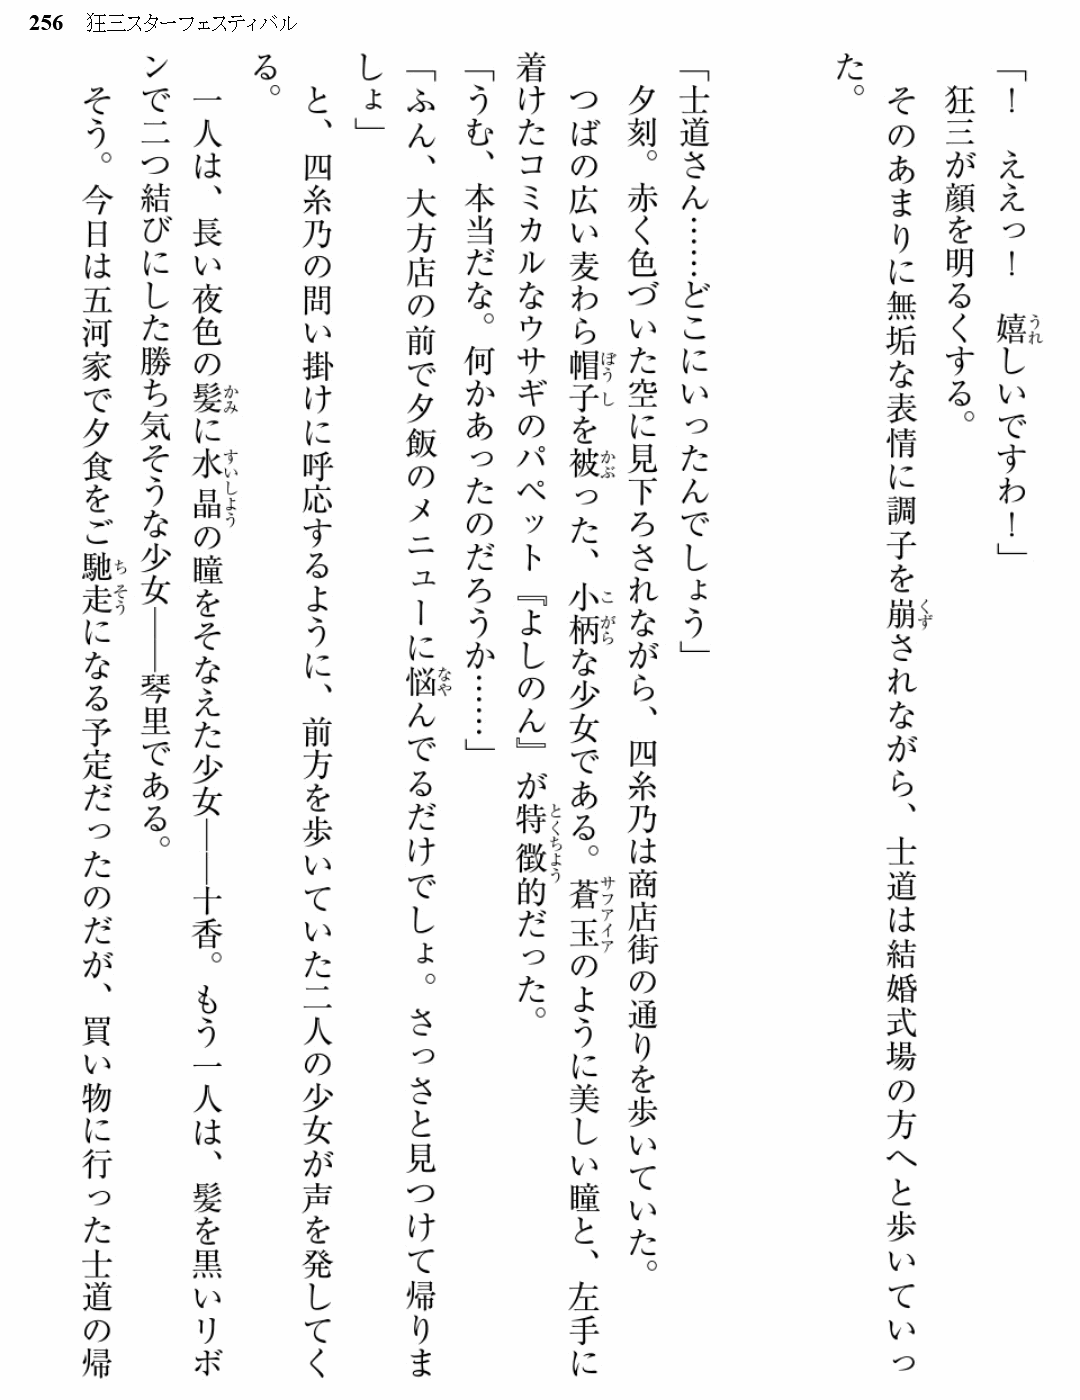 256 狂三スターフェスティバル
「！　ええっ！　嬉しいですわ！」
狂三が顔を明るくする。
そのあまりに無垢な表情に調子を崩されながら、士道は結婚式場の方へと歩いていっ
た。
「士道さん……どこにいったんでしょう」
夕刻。赤く色づいた空に見下ろされながら、四糸乃は商店街の通りを歩いていた。
つばの広い麦わら帽子を被った、小柄な少女である。蒼玉のように美しい瞳と、左手に
着けたコミカルなウサギのパペット『よしのん』が特徴的だった。
「うむ、本当だな。何かあったのだろうか……」
「ふん、大方店の前で夕飯のメニューに悩んでるだけでしょ。さっさと見つけて帰りま
しょ」
と、四糸乃の問い掛けに呼応するように、前方を歩いていた二人の少女が声を発してく
る。
一人は、長い夜色の髪に水晶の瞳をそなえた少女――十香。もう一人は、髪を黒いリボ
ンで二つ結びにした勝ち気そうな少女――琴里である。
そう。今日は五河家で夕食をご馳走になる予定だったのだが、買い物に行った士道の帰